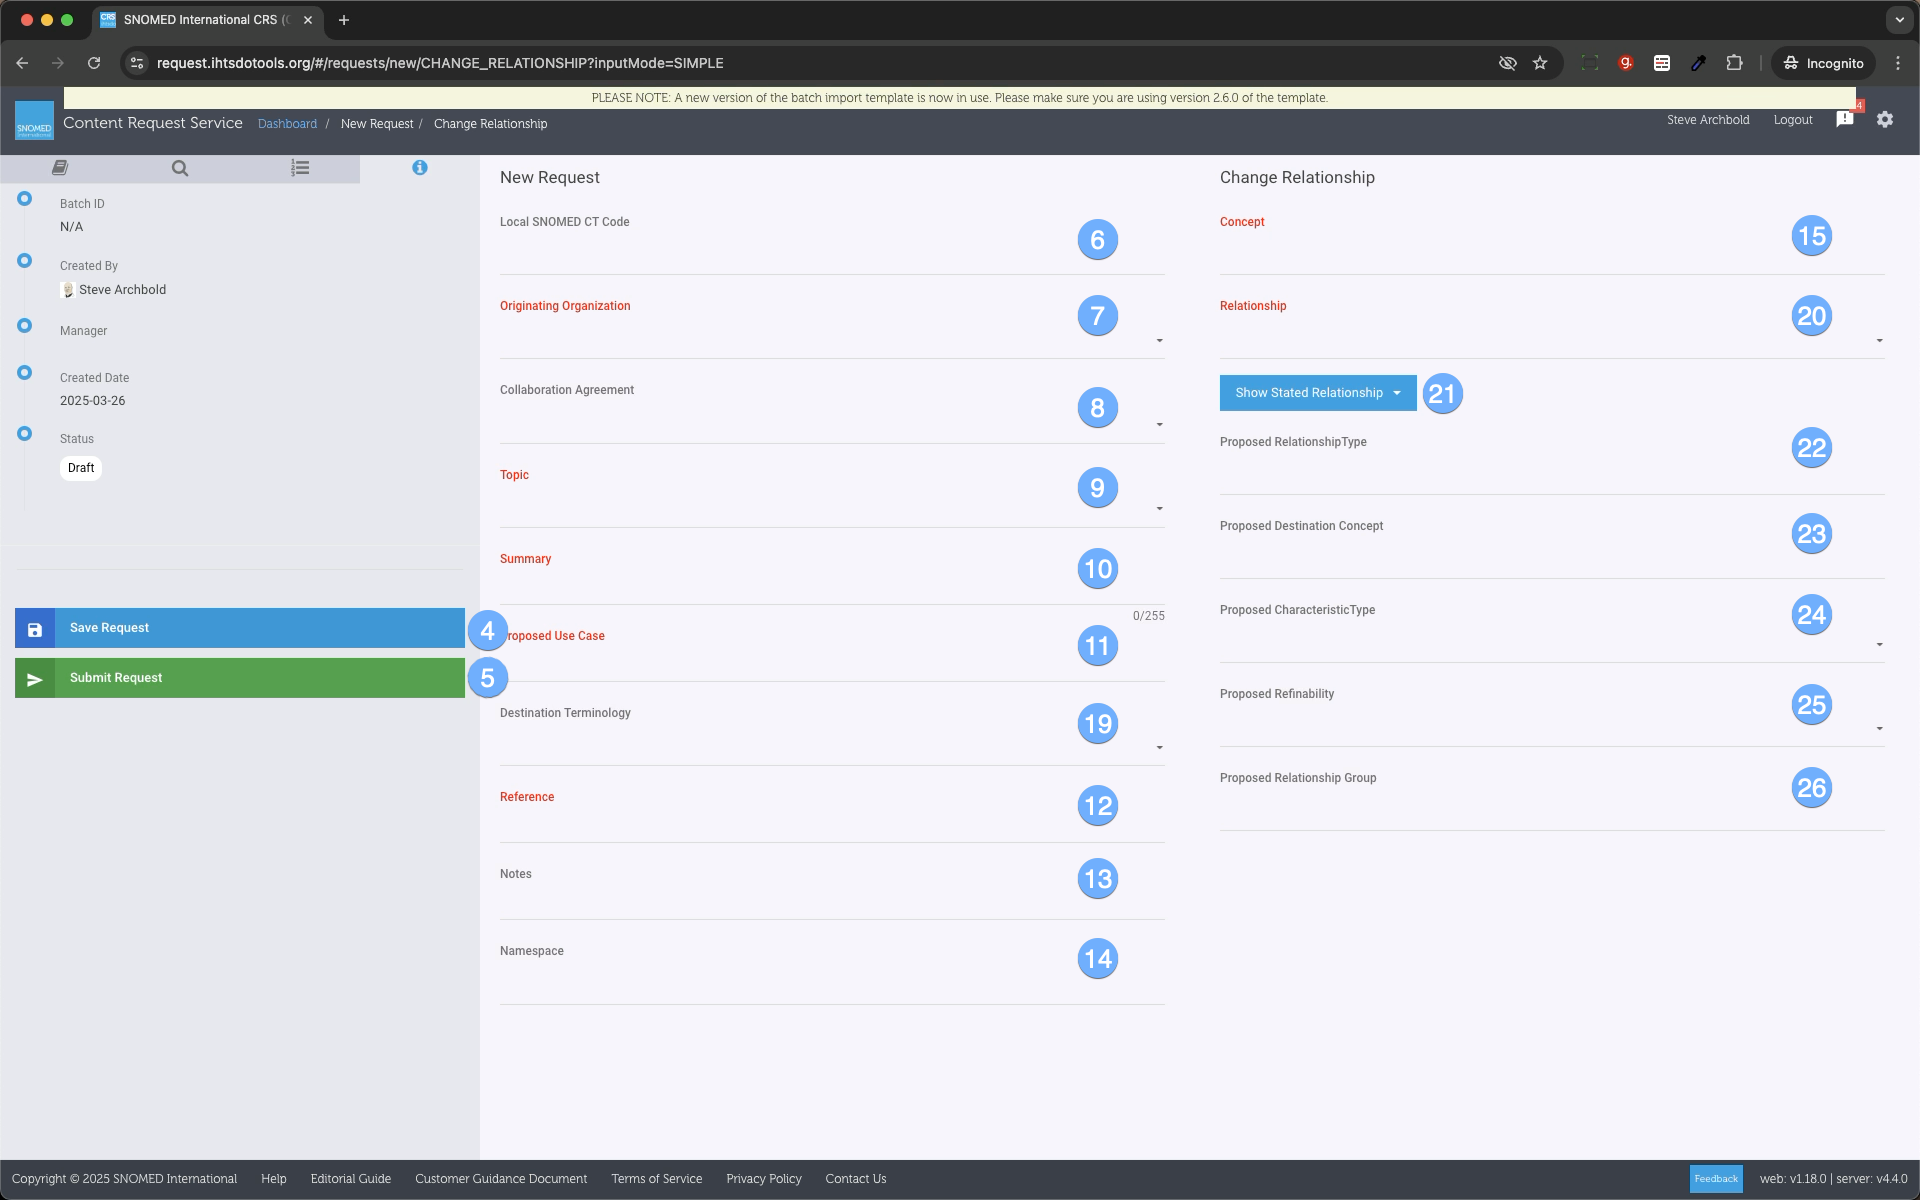 CRS
SNOMED International CRS (
request.ihtsdotools.org/#/requests/new/CHANGE_RELATIONSHIP?inputMode=SIMPLE
g.
Incognito
PLEASE NOTE: A new version of the batch import template is now in use. Please make sure you are using version 2.6.0 of the template.
SNOMED
International
Content Request Service
Dashboard / New Request / Change Relationship
Steve Archbold
Logout
4
Batch ID
N/A
Created By
Steve Archbold
Manager
Created Date
2025-03-26
Status
Draft
Save Request
4
Submit Request
5
New Request
Local SNOMED CT Code
6
Originating Organization
7
Collaboration Agreement
8
Topic
9
Summary
10
0/255
roposed Use Case
11
Destination Terminology
19
Reference
12
Notes
13
Namespace
14
Change Relationship
Concept
15
Relationship
20
Show Stated Relationship
21
Proposed RelationshipType
22
Proposed Destination Concept
23
Proposed CharacteristicType
24
Proposed Refinability
25
Proposed Relationship Group
26
Copyright © 2025 SNOMED International Help Editorial Guide Customer Guidance Document Terms of Service Privacy Policy Contact Us
Feedback
web: v1.18.0 | server: v4.4.0